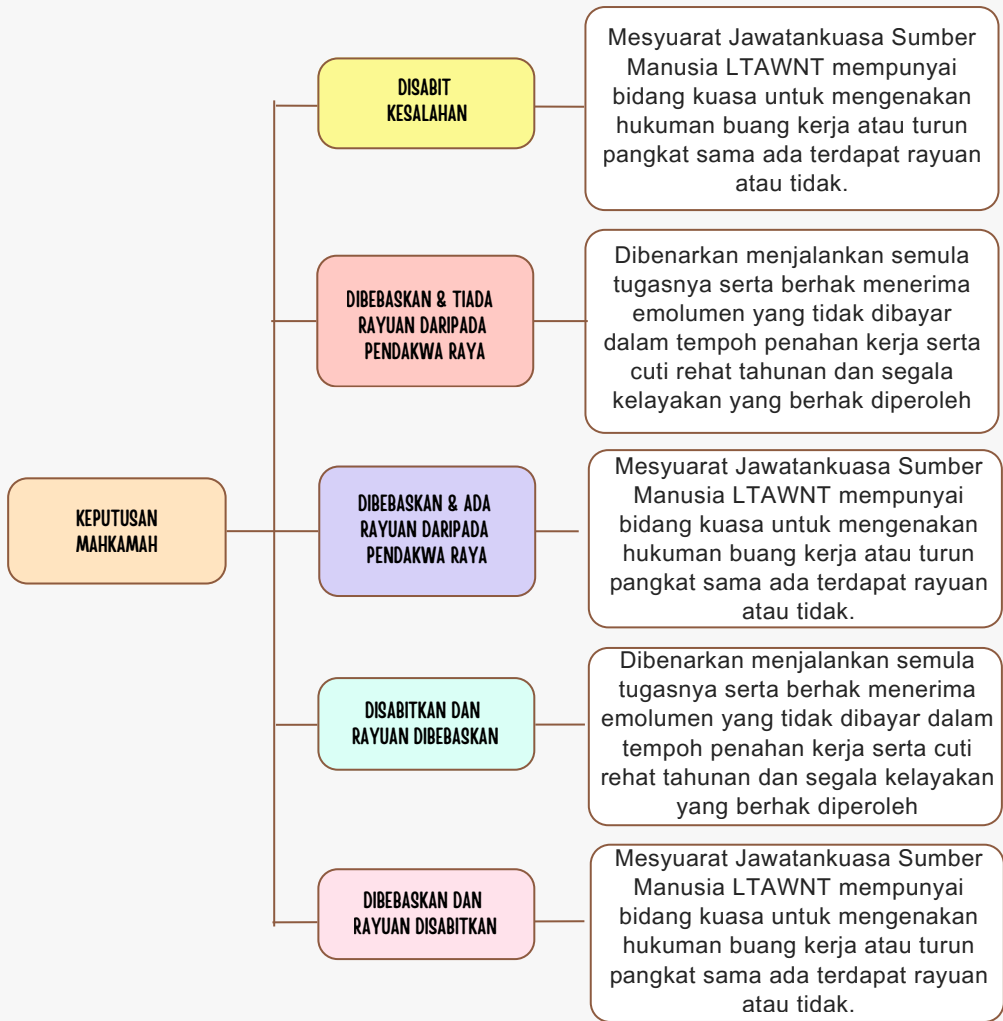 KEPUTUSAN
MAHKAMAH
DISABIT
KESALAHAN
Mesyuarat Jawatankuasa Sumber
Manusia LTAWNT mempunyai
bidang kuasa untuk mengenakan
hukuman buang kerja atau turun
pangkat sama ada terdapat rayuan
atau tidak.
DIBEBASKAN & TIADA
RAYUAN DARIPADA
PENDAKWA RAYA
Dibenarkan menjalankan semula
tugasnya serta berhak menerima
emolumen yang tidak dibayar
dalam tempoh penahan kerja serta
cuti rehat tahunan dan segala
kelayakan yang berhak diperoleh
DIBEBASKAN & ADA
RAYUAN DARIPADA
PENDAKWA RAYA
Mesyuarat Jawatankuasa Sumber
Manusia LTAWNT mempunyai
bidang kuasa untuk mengenakan
hukuman buang kerja atau turun
pangkat sama ada terdapat rayuan
atau tidak.
DISABITKAN DAN
RAYUAN DIBEBASKAN
Dibenarkan menjalankan semula
tugasnya serta berhak menerima
emolumen yang tidak dibayar dalam
tempoh penahan kerja serta cuti
rehat tahunan dan segala kelayakan
yang berhak diperoleh
DIBEBASKAN DAN
RAYUAN DISABITKAN
Mesyuarat Jawatankuasa Sumber
Manusia LTAWNT mempunyai
bidang kuasa untuk mengenakan
hukuman buang kerja atau turun
pangkat sama ada terdapat rayuan
atau tidak.